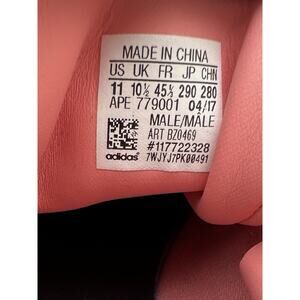 MADE IN CHINA
US UK FR JP CHN
11 10½ 45⅓ 290 280
APE 779001 04/17
MALE/MÂLE
ART BZ0469
#117722328
adidas 7WJYJ7PK00491